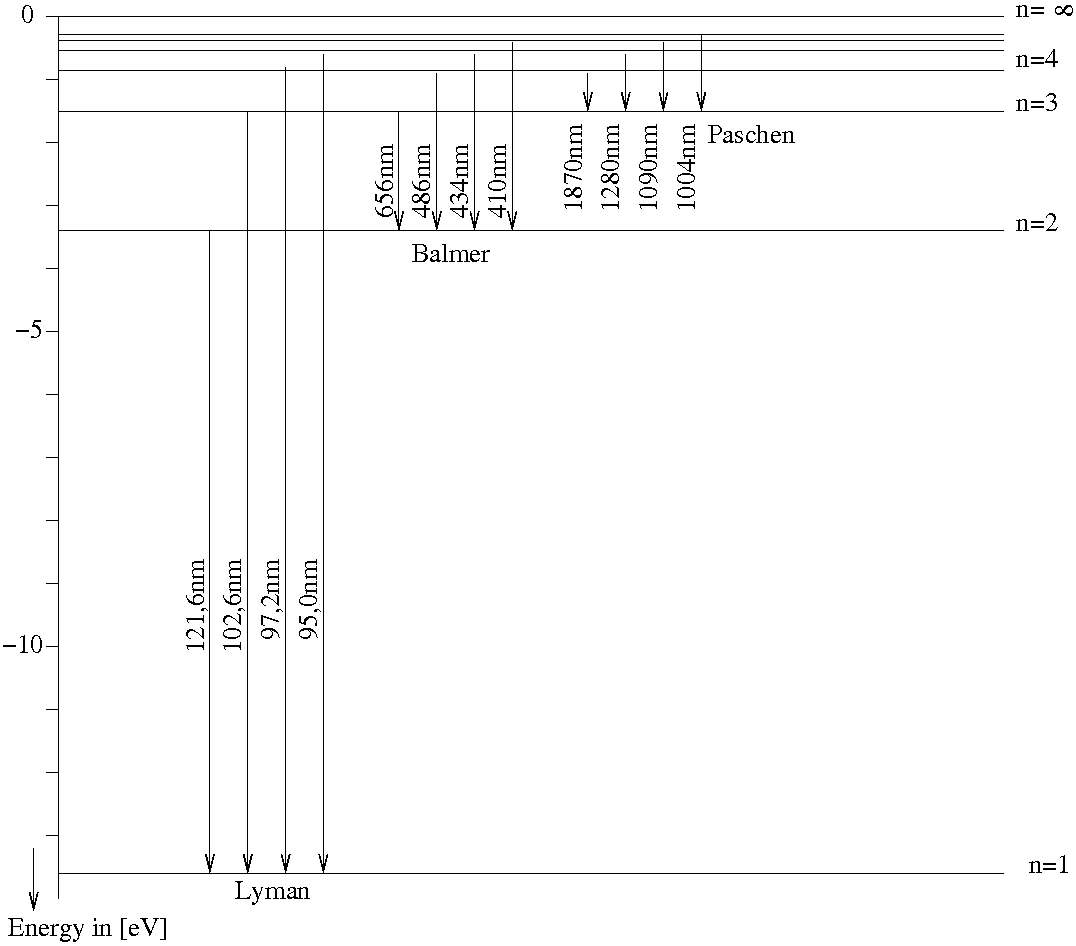 0
n= ∞
n=4
n=3
Paschen
656nm
486nm
434nm
410nm
1870nm
1280nm
1090nm
1004nm
n=2
Balmer
−5
121,6nm
102,6nm
97,2nm
95,0nm
−10
n=1
Lyman
Energy in [eV]